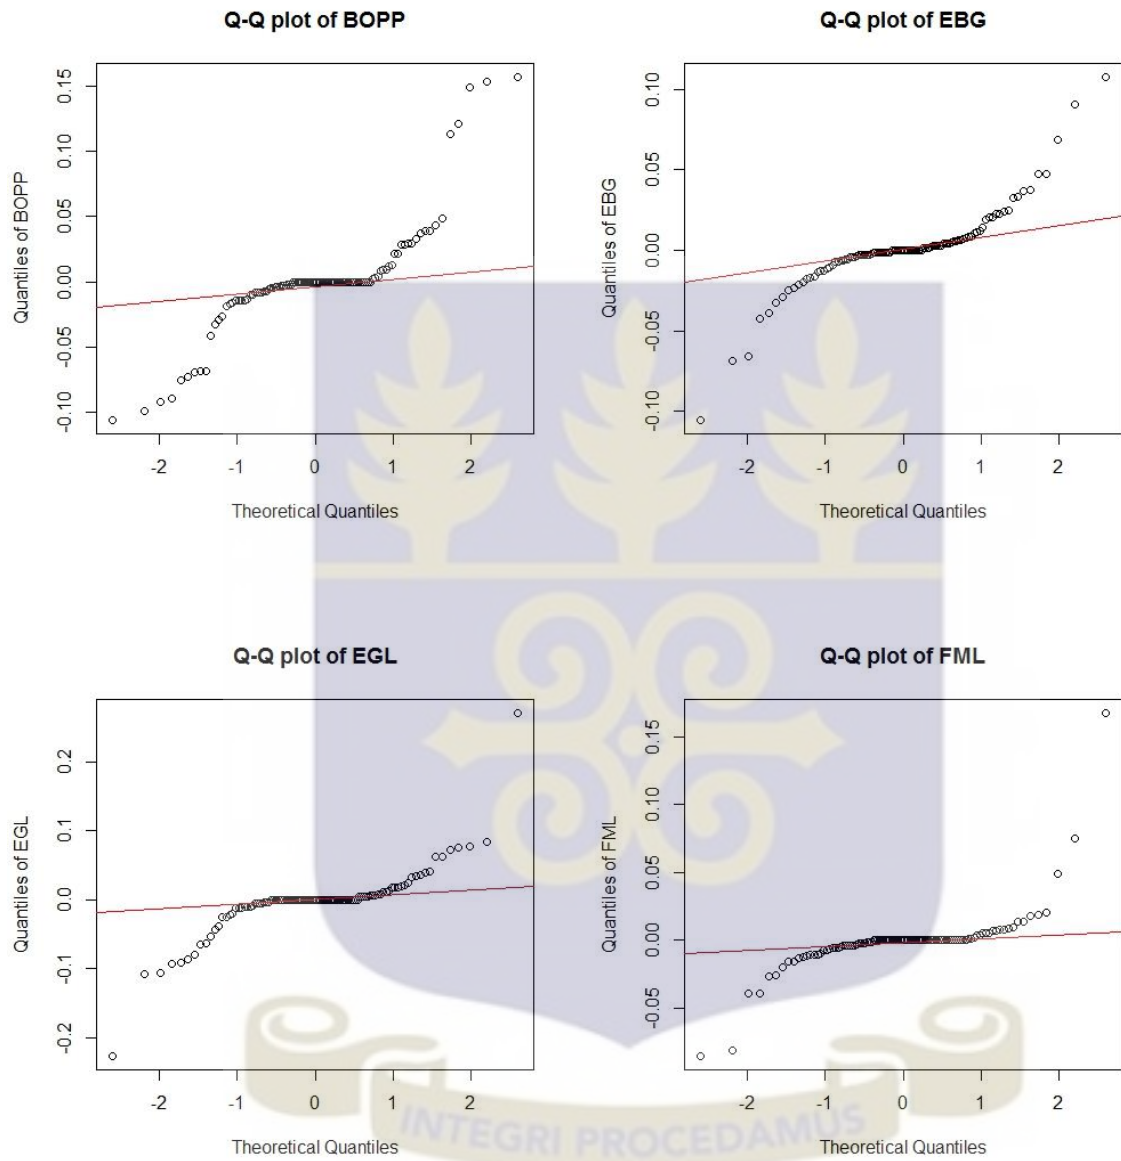 Q-Q plot of BOPP
Quantiles of BOPP
0.15
0.10
0.05
0.00
-0.05
-0.10
-2 -1 0 1 2
Theoretical Quantiles
Q-Q plot of EBG
Quantiles of EBG
0.10
0.05
0.00
-0.05
-0.10
-2 -1 0 1 2
Theoretical Quantiles
Q-Q plot of EGL
Quantiles of EGL
0.2
0.1
0.0
-0.1
-0.2
-2 -1 0 1 2
Theoretical Quantiles
Q-Q plot of FML
Quantiles of FML
0.15
0.10
0.05
0.00
-0.05
-2 -1 0 1 2
Theoretical Quantiles
INTEGRI PROCEDAMUS